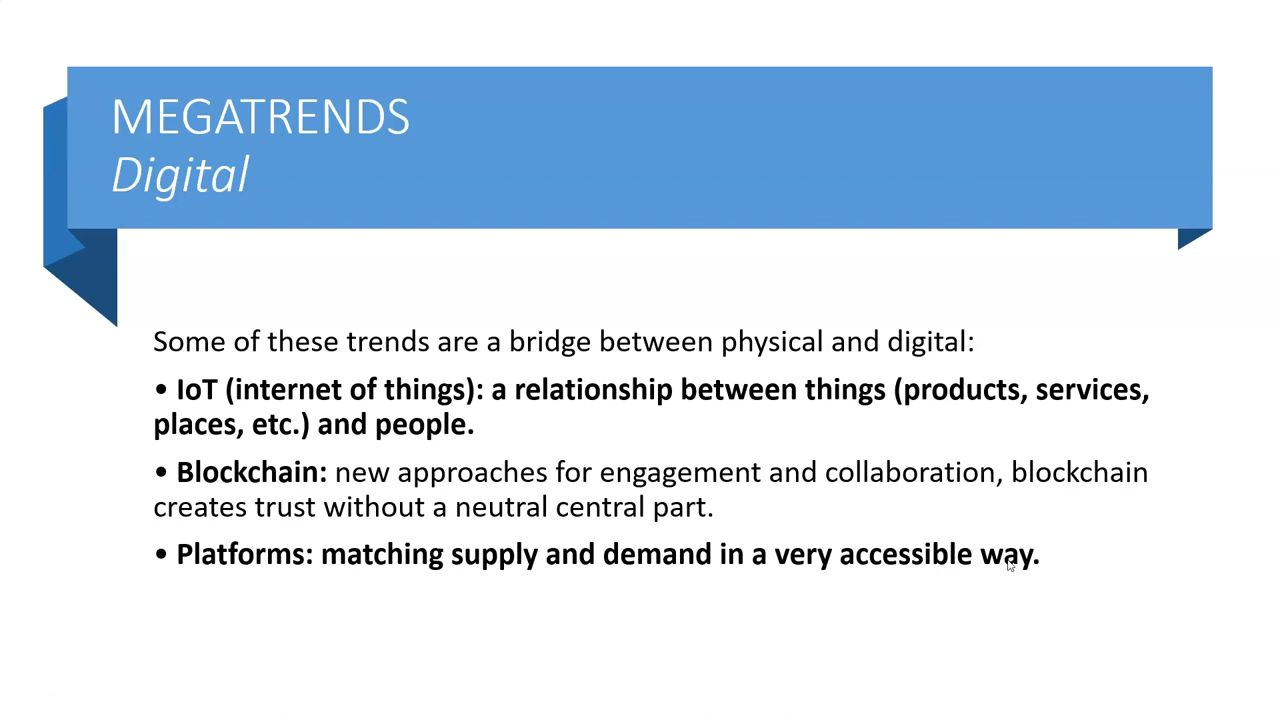 MEGATRENDS
Digital
Some of these trends are a bridge between physical and digital:
• IoT (internet of things): a relationship between things (products, services,
places, etc.) and people.
• Blockchain: new approaches for engagement and collaboration, blockchain
creates trust without a neutral central part.
• Platforms: matching supply and demand in a very accessible way.